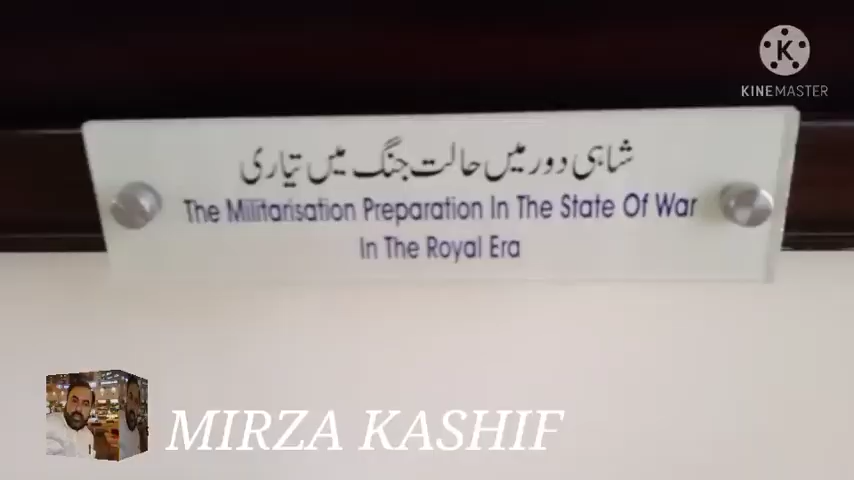 KINEMASTER
شاہی دور میں حالت جنگ میں تیاری
The Militarisation Preparation In The State Of War
In The Royal Era
MIRZA KASHIF